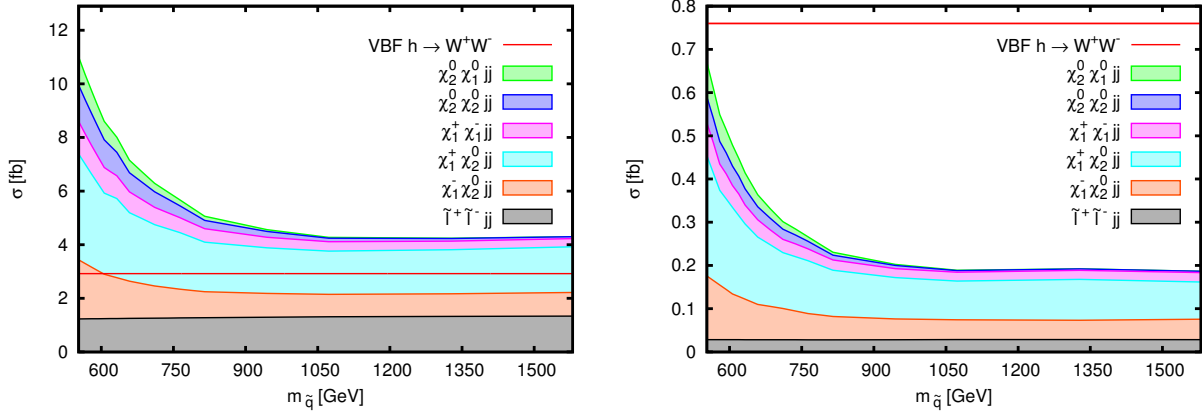 12
10
8
6
4
2
0
σ [fb]
VBF h → W⁺W⁻
χ₂⁰ χ₁⁰ jj
χ₂⁰ χ₂⁰ jj
χ₁⁺ χ₁⁻ jj
χ₁⁺ χ₂⁰ jj
χ₁⁻ χ₂⁰ jj
l̃⁺ l̃⁻ jj
600 750 900 1050 1200 1350 1500
m_q̃ [GeV]
0.8
0.7
0.6
0.5
0.4
0.3
0.2
0.1
0
σ [fb]
VBF h → W⁺W⁻
χ₂⁰ χ₁⁰ jj
χ₂⁰ χ₂⁰ jj
χ₁⁺ χ₁⁻ jj
χ₁⁺ χ₂⁰ jj
χ₁⁻ χ₂⁰ jj
l̃⁺ l̃⁻ jj
600 750 900 1050 1200 1350 1500
m_q̃ [GeV]